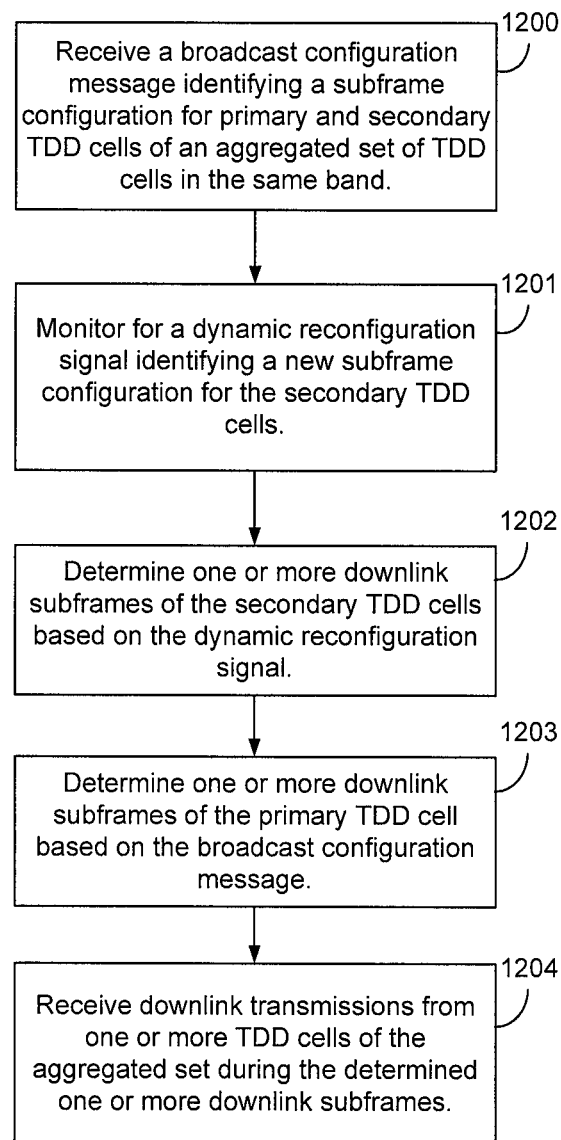 1200
Receive a broadcast configuration
message identifying a subframe
configuration for primary and secondary
TDD cells of an aggregated set of TDD
cells in the same band.
1201
Monitor for a dynamic reconfiguration
signal identifying a new subframe
configuration for the secondary TDD
cells.
1202
Determine one or more downlink
subframes of the secondary TDD cells
based on the dynamic reconfiguration
signal.
1203
Determine one or more downlink
subframes of the primary TDD cell
based on the broadcast configuration
message.
1204
Receive downlink transmissions from
one or more TDD cells of the
aggregated set during the determined
one or more downlink subframes.